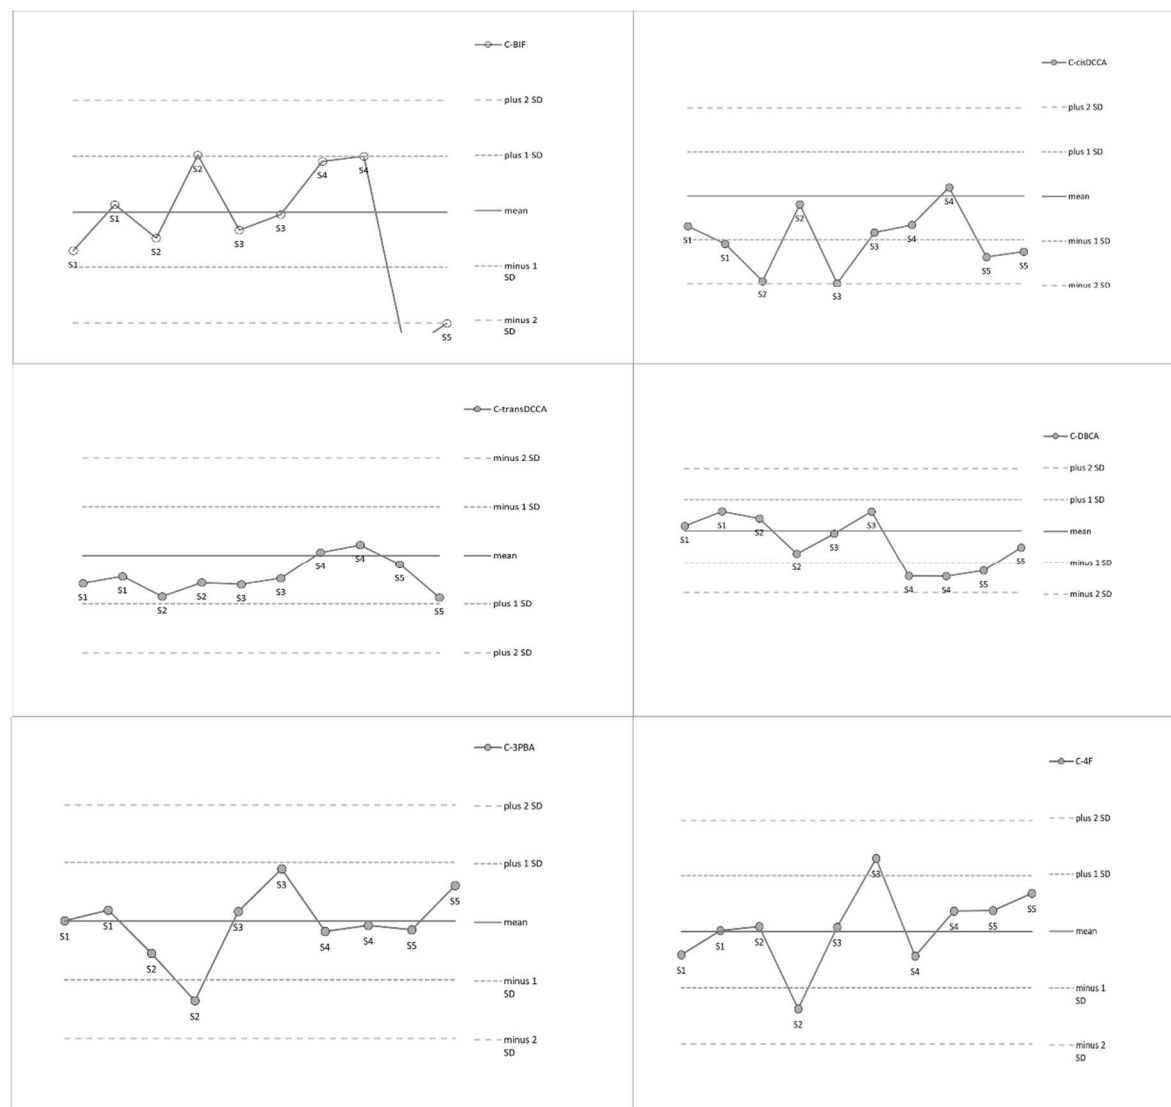 C-BIF
plus 2 SD
plus 1 SD
S2
S4
S4
mean
S1
S3
S3
S2
S1
minus 1
SD
minus 2
SD
S5
C-cisDCCA
plus 2 SD
plus 1 SD
mean
S4
S2
S1
S4
minus 1 SD
S1
S3
S5
S5
minus 2 SD
S2
S3
C-transDCCA
minus 2 SD
minus 1 SD
mean
S4
S4
S5
S1
S1
S2
S2
S3
S3
plus 1 SD
S5
plus 2 SD
C-DBCA
plus 2 SD
plus 1 SD
S1
S1
S2
S3
mean
S3
S2
S5
minus 1 SD
S4
S4
S5
minus 2 SD
C-3PBA
plus 2 SD
plus 1 SD
S3
S5
mean
S1
S1
S3
S4
S4
S5
S2
minus 1
SD
S2
minus 2
SD
C-4F
plus 2 SD
plus 1 SD
S3
S5
S4
S5
mean
S1
S2
S3
S1
S4
minus 1
SD
S2
minus 2
SD